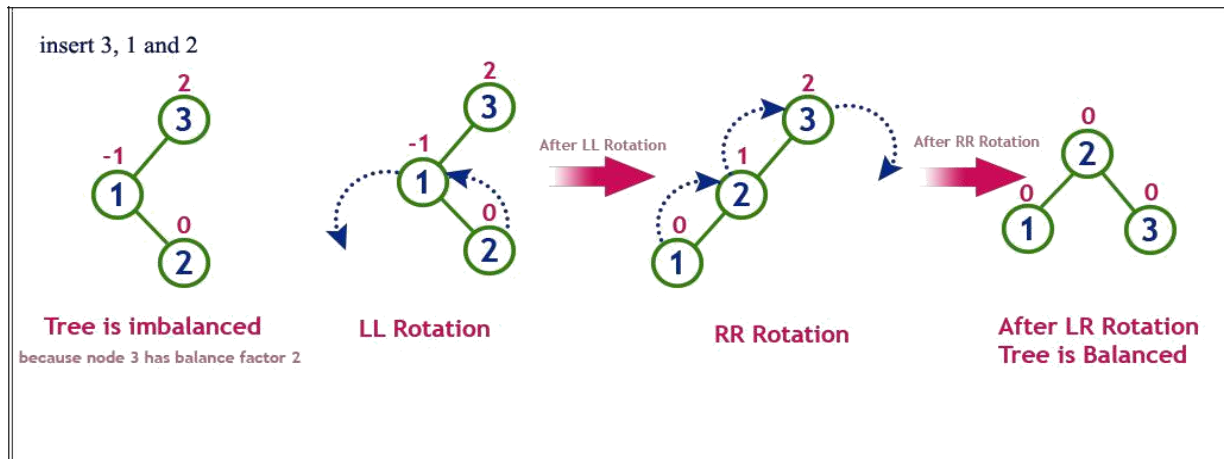 insert 3, 1 and 2
2
3
-1
1
0
2
Tree is imbalanced
because node 3 has balance factor 2
2
3
-1
1
0
2
LL Rotation
After LL Rotation
2
3
1
2
0
1
RR Rotation
After RR Rotation
0
2
0
1
0
3
After LR Rotation
Tree is Balanced